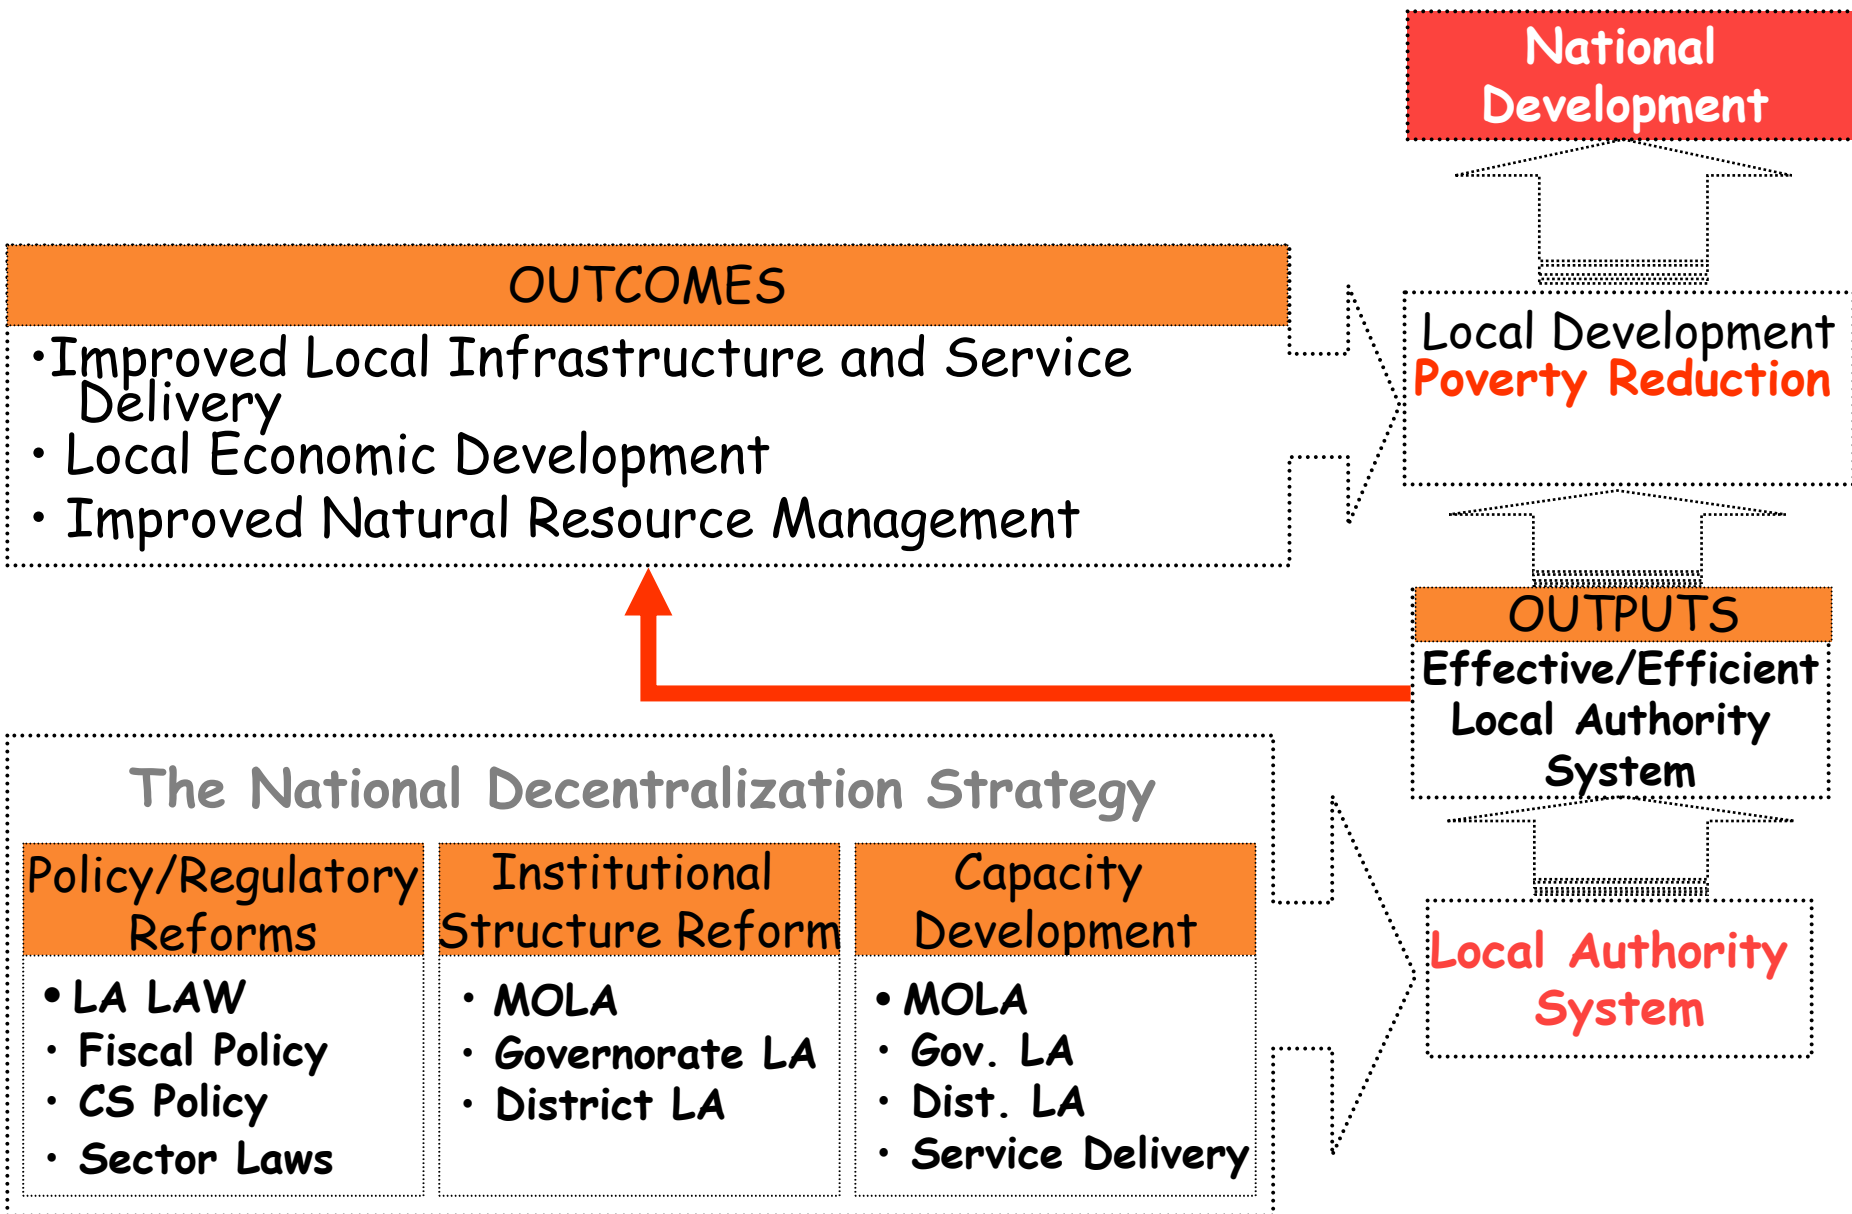 National
Development
OUTCOMES
•Improved Local Infrastructure and Service
Delivery
• Local Economic Development
• Improved Natural Resource Management
Local Development
Poverty Reduction
OUTPUTS
Effective/Efficient
Local Authority
System
The National Decentralization Strategy
Policy/Regulatory
Reforms
• LA LAW
• Fiscal Policy
• CS Policy
• Sector Laws
Institutional
Structure Reform
• MOLA
• Governorate LA
• District LA
Capacity
Development
• MOLA
• Gov. LA
• Dist. LA
• Service Delivery
Local Authority
System